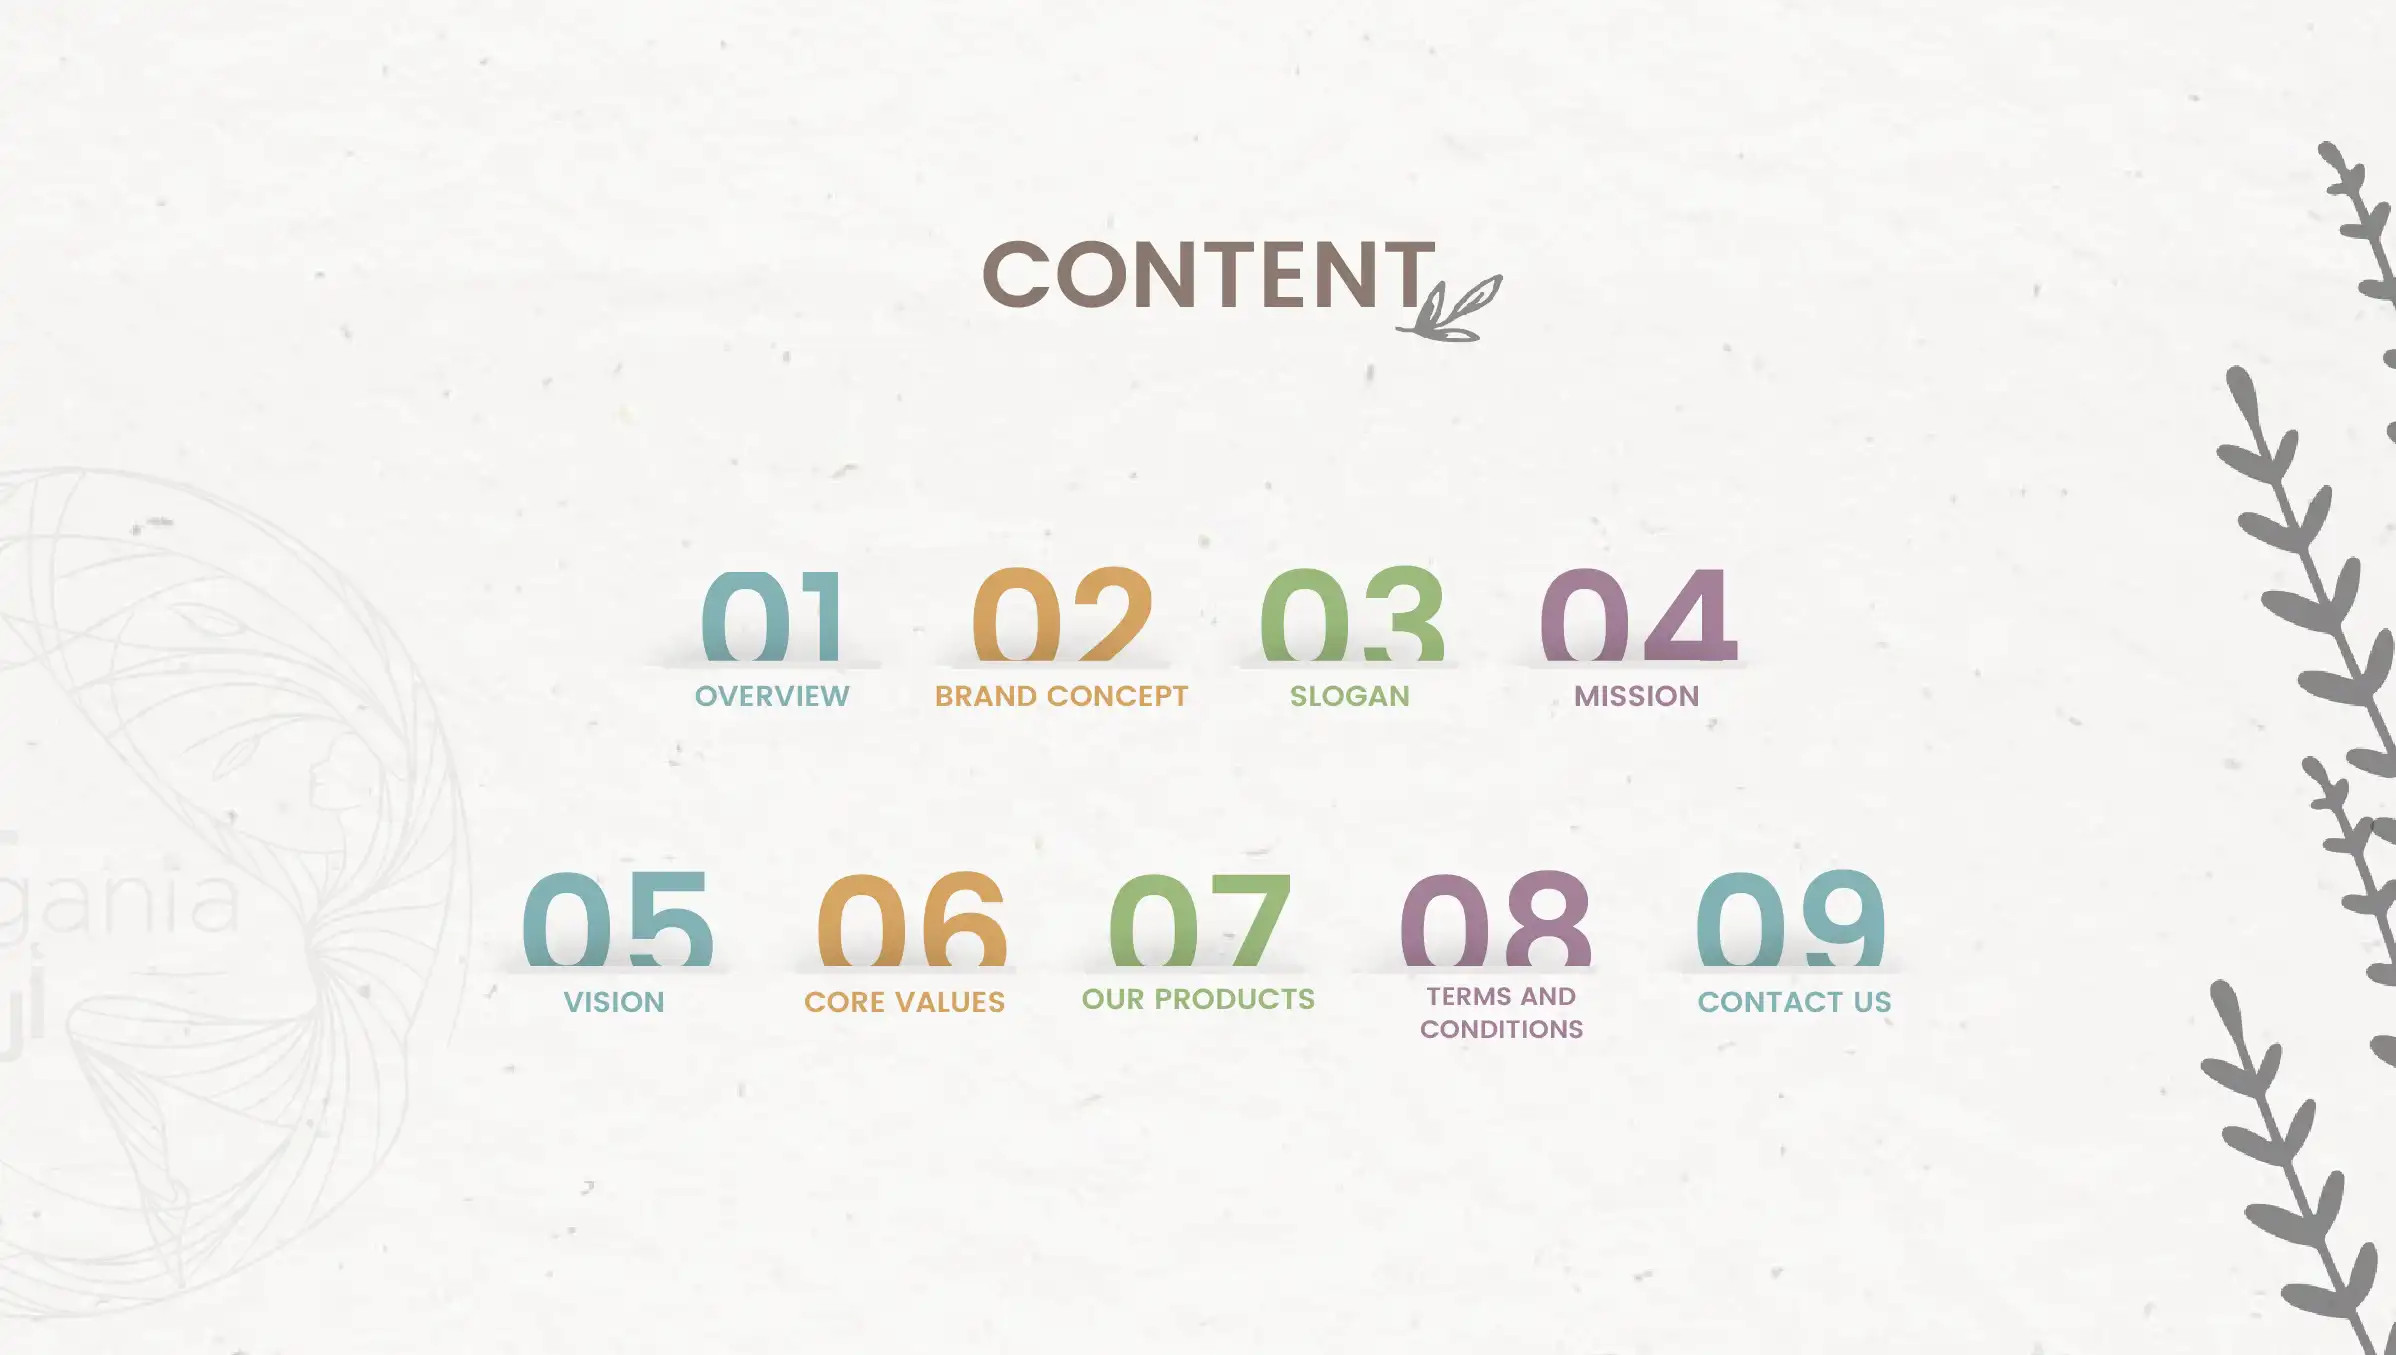 CONTENT
01
02
03
04
OVERVIEW
BRAND CONCEPT
SLOGAN
MISSION
05
06
07
08
09
VISION
CORE VALUES
OUR PRODUCTS
TERMS AND
CONDITIONS
CONTACT US